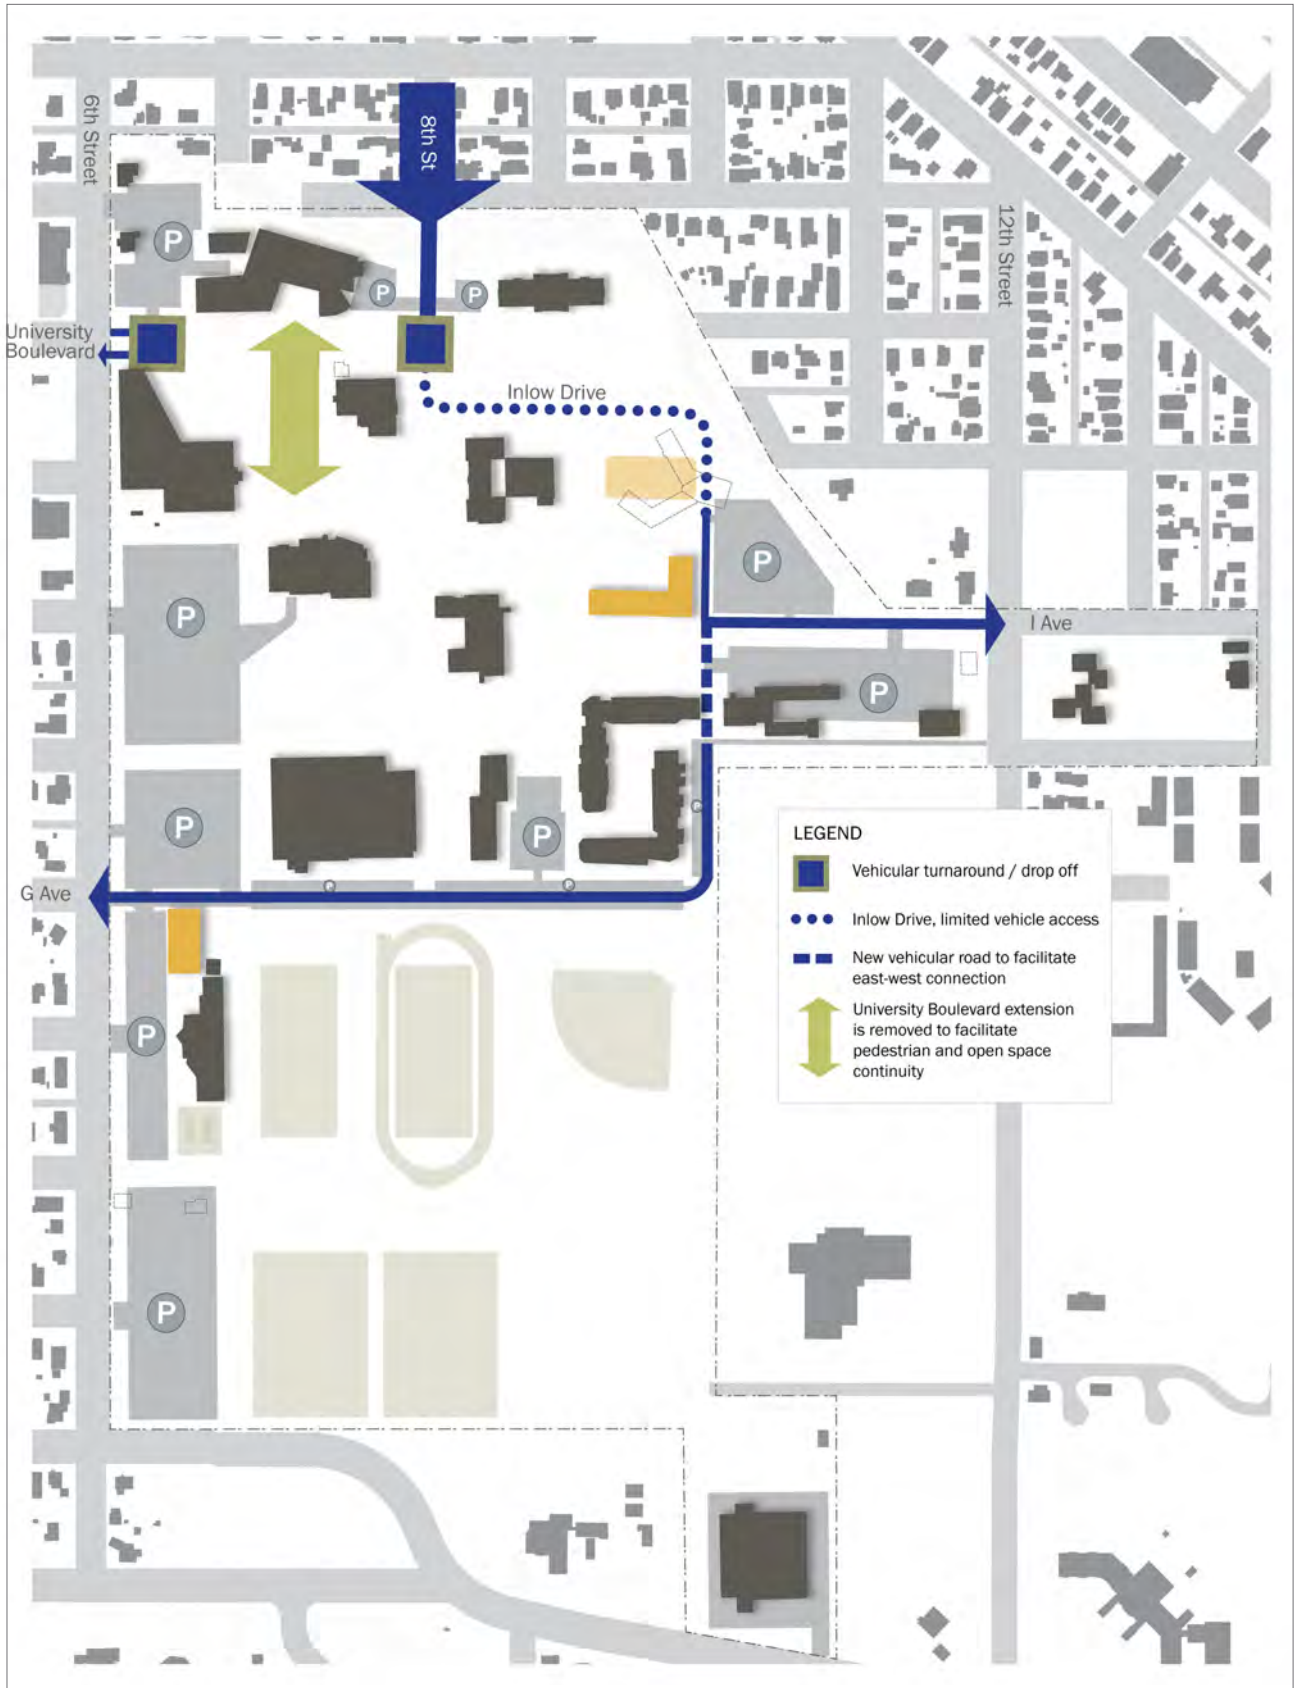 6th Street
8th St
12th Street
P
P
P
University
Boulevard
Inlow Drive
P
P
I Ave
P
P
P
G Ave
LEGEND
Vehicular turnaround / drop off
Inlow Drive, limited vehicle access
New vehicular road to facilitate
east-west connection
University Boulevard extension
is removed to facilitate
pedestrian and open space
continuity
P
P